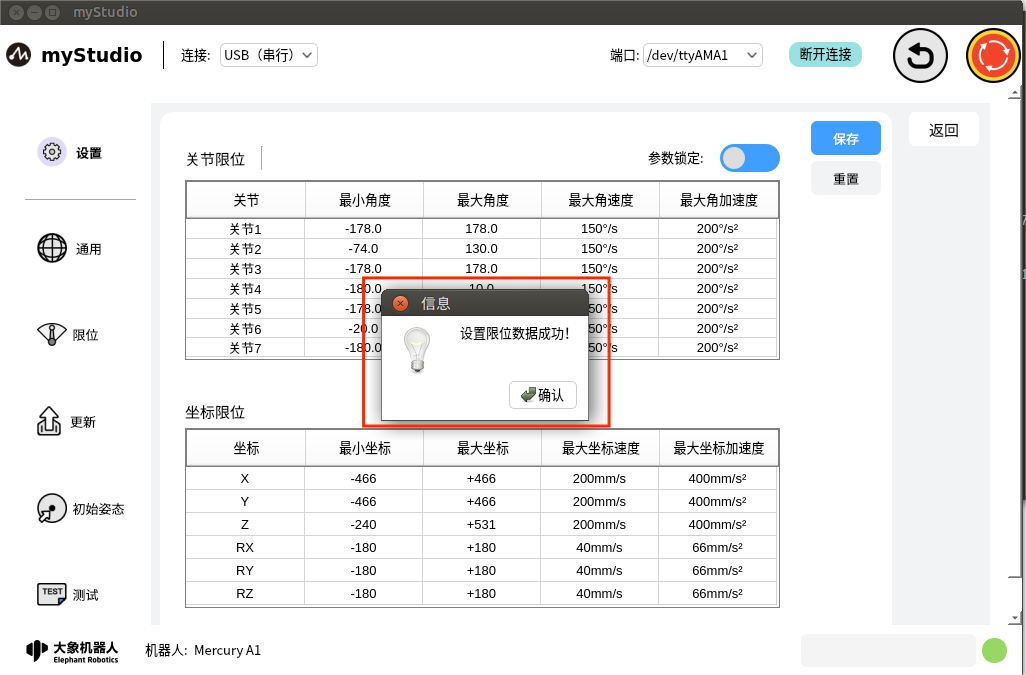 myStudio
myStudio 连接: USB（串行） 端口: /dev/ttyAMA1 断开连接
设置
通用
限位
更新
初始姿态
TEST 测试
关节限位 参数锁定: 保存 返回
重置
关节 最小角度 最大角度 最大角速度 最大角加速度
关节1 -178.0 178.0 150°/s 200°/s²
关节2 -74.0 130.0 150°/s 200°/s²
关节3 -178.0 178.0 150°/s 200°/s²
关节4 -180.0 10.0 150°/s 200°/s²
关节5 -178.0 50°/s 200°/s²
关节6 -20.0 50°/s 200°/s²
关节7 -180.0 50°/s 200°/s²
信息
设置限位数据成功！
确认
坐标限位
坐标 最小坐标 最大坐标 最大坐标速度 最大坐标加速度
X -466 +466 200mm/s 400mm/s²
Y -466 +466 200mm/s 400mm/s²
Z -240 +531 200mm/s 400mm/s²
RX -180 +180 40mm/s 66mm/s²
RY -180 +180 40mm/s 66mm/s²
RZ -180 +180 40mm/s 66mm/s²
大象机器人
Elephant Robotics
机器人: Mercury A1